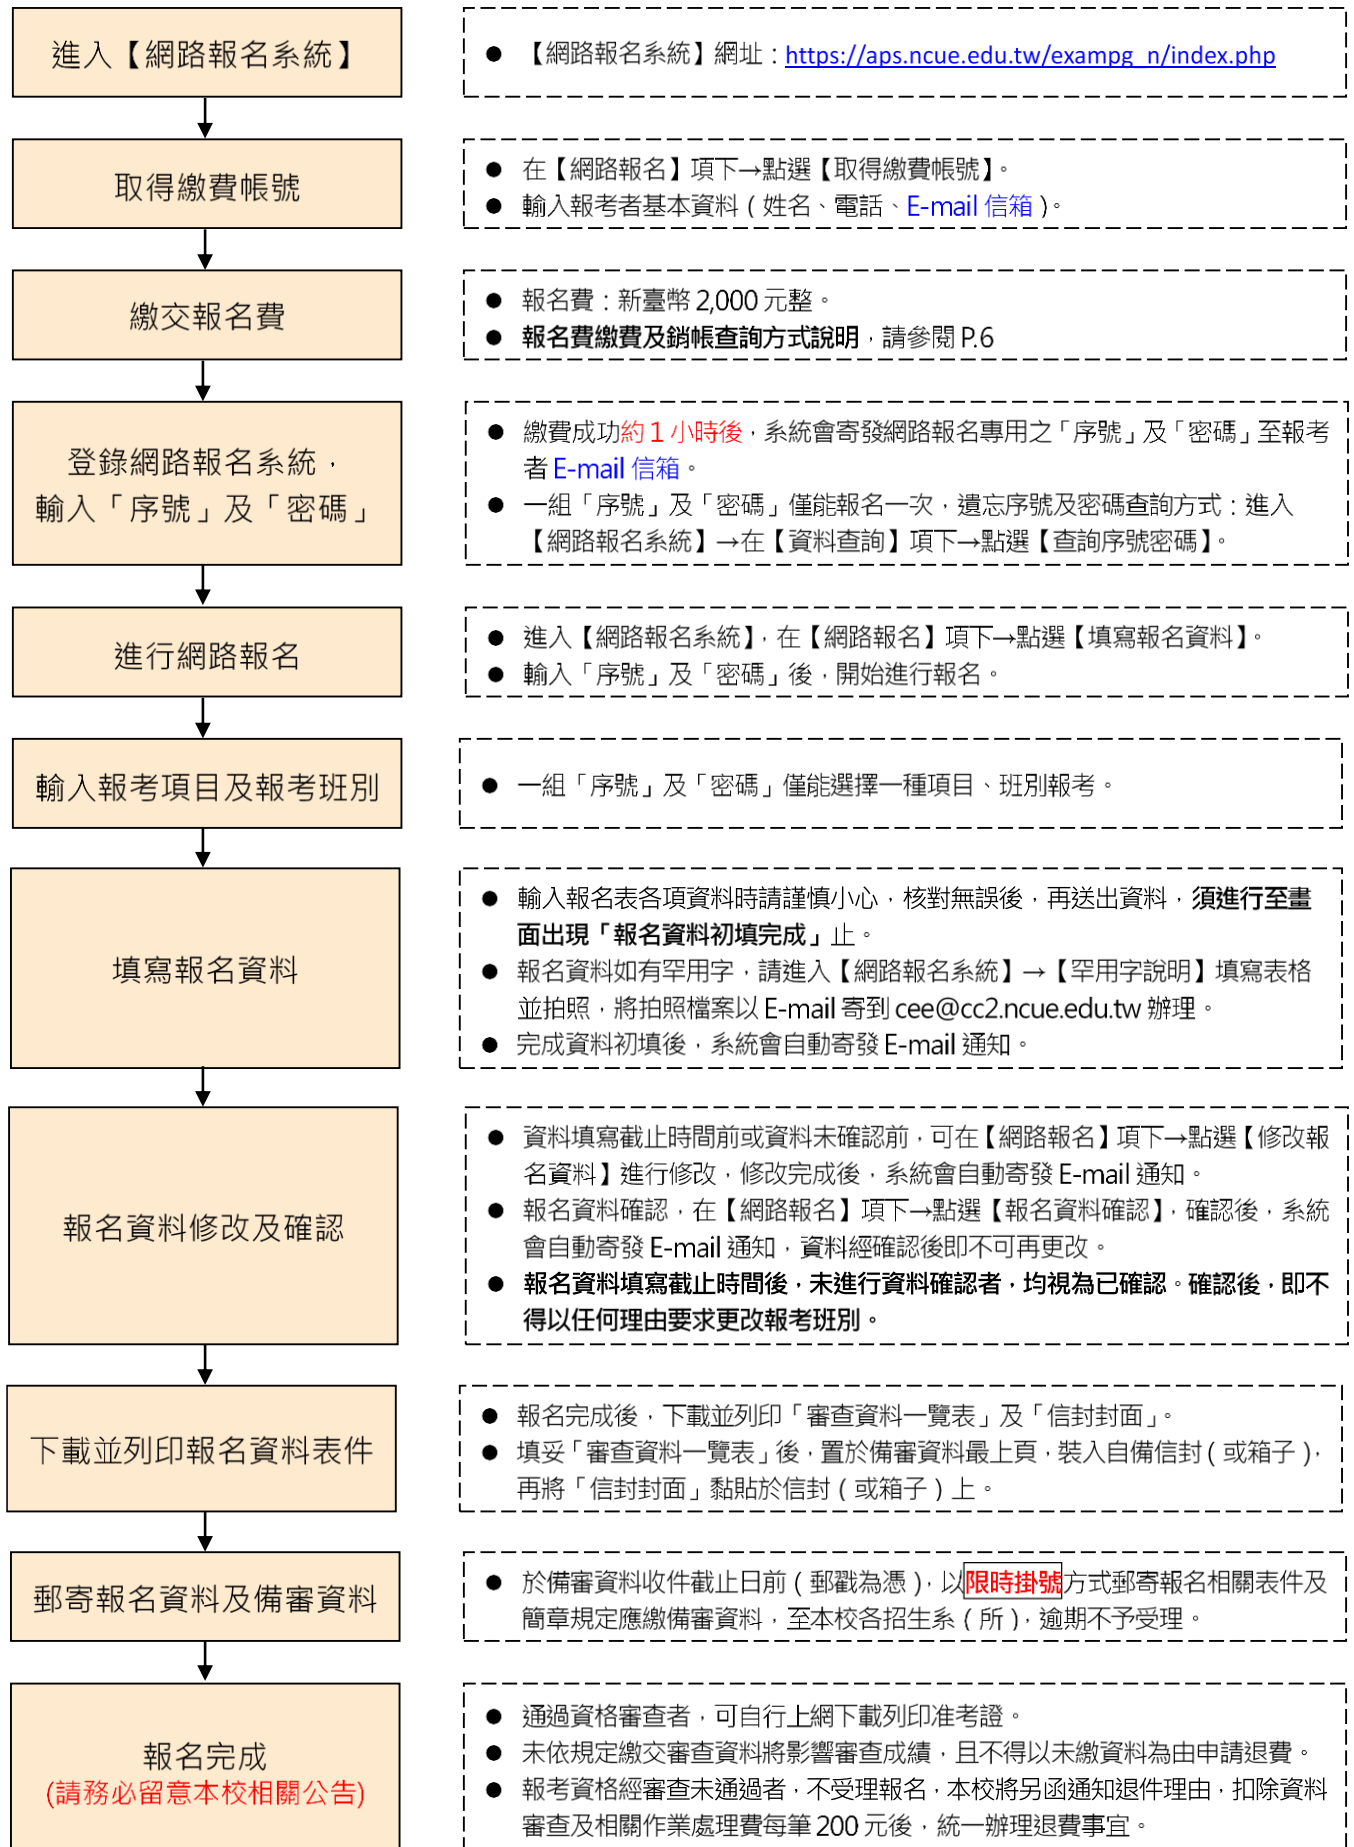 進入【網路報名系統】
● 【網路報名系統】網址：https://aps.ncue.edu.tw/exampg_n/index.php
取得繳費帳號
● 在【網路報名】項下→點選【取得繳費帳號】。
● 輸入報考者基本資料（姓名、電話、E-mail 信箱）。
繳交報名費
● 報名費：新臺幣 2,000 元整。
● 報名費繳費及銷帳查詢方式說明，請參閱 P.6
登錄網路報名系統，
輸入「序號」及「密碼」
● 繳費成功約 1 小時後，系統會寄發網路報名專用之「序號」及「密碼」至報考
者 E-mail 信箱。
● 一組「序號」及「密碼」僅能報名一次，遺忘序號及密碼查詢方式：進入
【網路報名系統】→在【資料查詢】項下→點選【查詢序號密碼】。
進行網路報名
● 進入【網路報名系統】，在【網路報名】項下→點選【填寫報名資料】。
● 輸入「序號」及「密碼」後，開始進行報名。
輸入報考項目及報考班別
● 一組「序號」及「密碼」僅能選擇一種項目、班別報考。
填寫報名資料
● 輸入報名表各項資料時請謹慎小心，核對無誤後，再送出資料，須進行至畫
面出現「報名資料初填完成」止。
● 報名資料如有罕用字，請進入【網路報名系統】→【罕用字說明】填寫表格
並拍照，將拍照檔案以 E-mail 寄到 cee@cc2.ncue.edu.tw 辦理。
● 完成資料初填後，系統會自動寄發 E-mail 通知。
報名資料修改及確認
● 資料填寫截止時間前或資料未確認前，可在【網路報名】項下→點選【修改報
名資料】進行修改，修改完成後，系統會自動寄發 E-mail 通知。
● 報名資料確認，在【網路報名】項下→點選【報名資料確認】，確認後，系統
會自動寄發 E-mail 通知，資料經確認後即不可再更改。
● 報名資料填寫截止時間後，未進行資料確認者，均視為已確認。確認後，即不
得以任何理由要求更改報考班別。
下載並列印報名資料表件
● 報名完成後，下載並列印「審查資料一覽表」及「信封封面」。
● 填妥「審查資料一覽表」後，置於備審資料最上頁，裝入自備信封（或箱子），
再將「信封封面」黏貼於信封（或箱子）上。
郵寄報名資料及備審資料
● 於備審資料收件截止日前（郵戳為憑），以限時掛號方式郵寄報名相關表件及
簡章規定應繳備審資料，至本校各招生系（所），逾期不予受理。
報名完成
(請務必留意本校相關公告)
● 通過資格審查者，可自行上網下載列印准考證。
● 未依規定繳交審查資料將影響審查成績，且不得以未繳資料為由申請退費。
● 報考資格經審查未通過者，不受理報名，本校將另函通知退件理由，扣除資料
審查及相關作業處理費每筆 200 元後，統一辦理退費事宜。